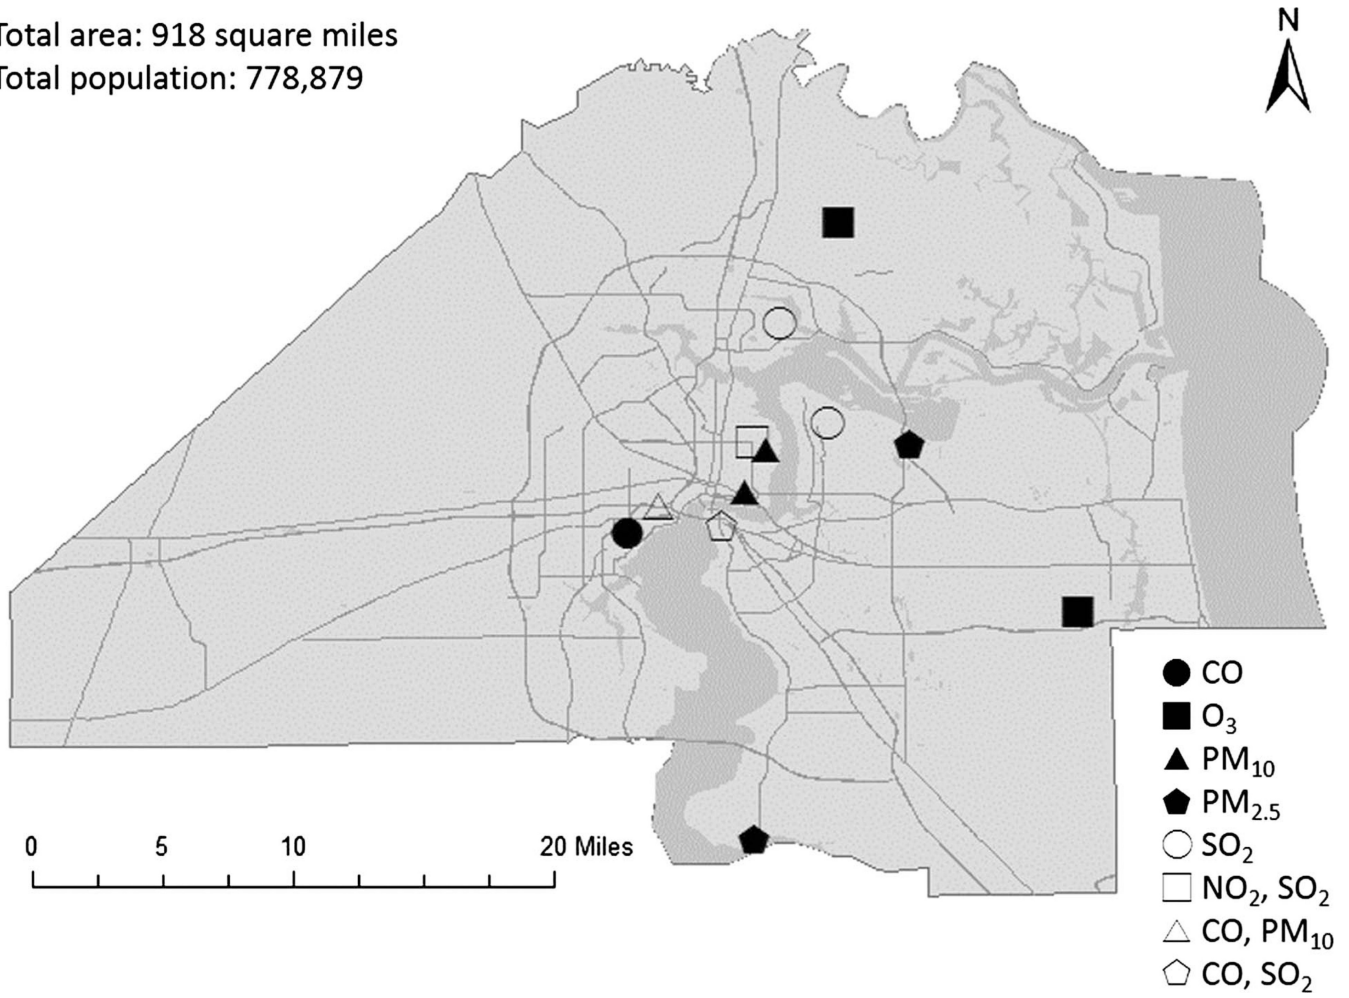 Total area: 918 square miles
Total population: 778,879
N
CO
O₃
PM₁₀
PM₂.₅
SO₂
NO₂, SO₂
CO, PM₁₀
CO, SO₂
0 5 10 20 Miles